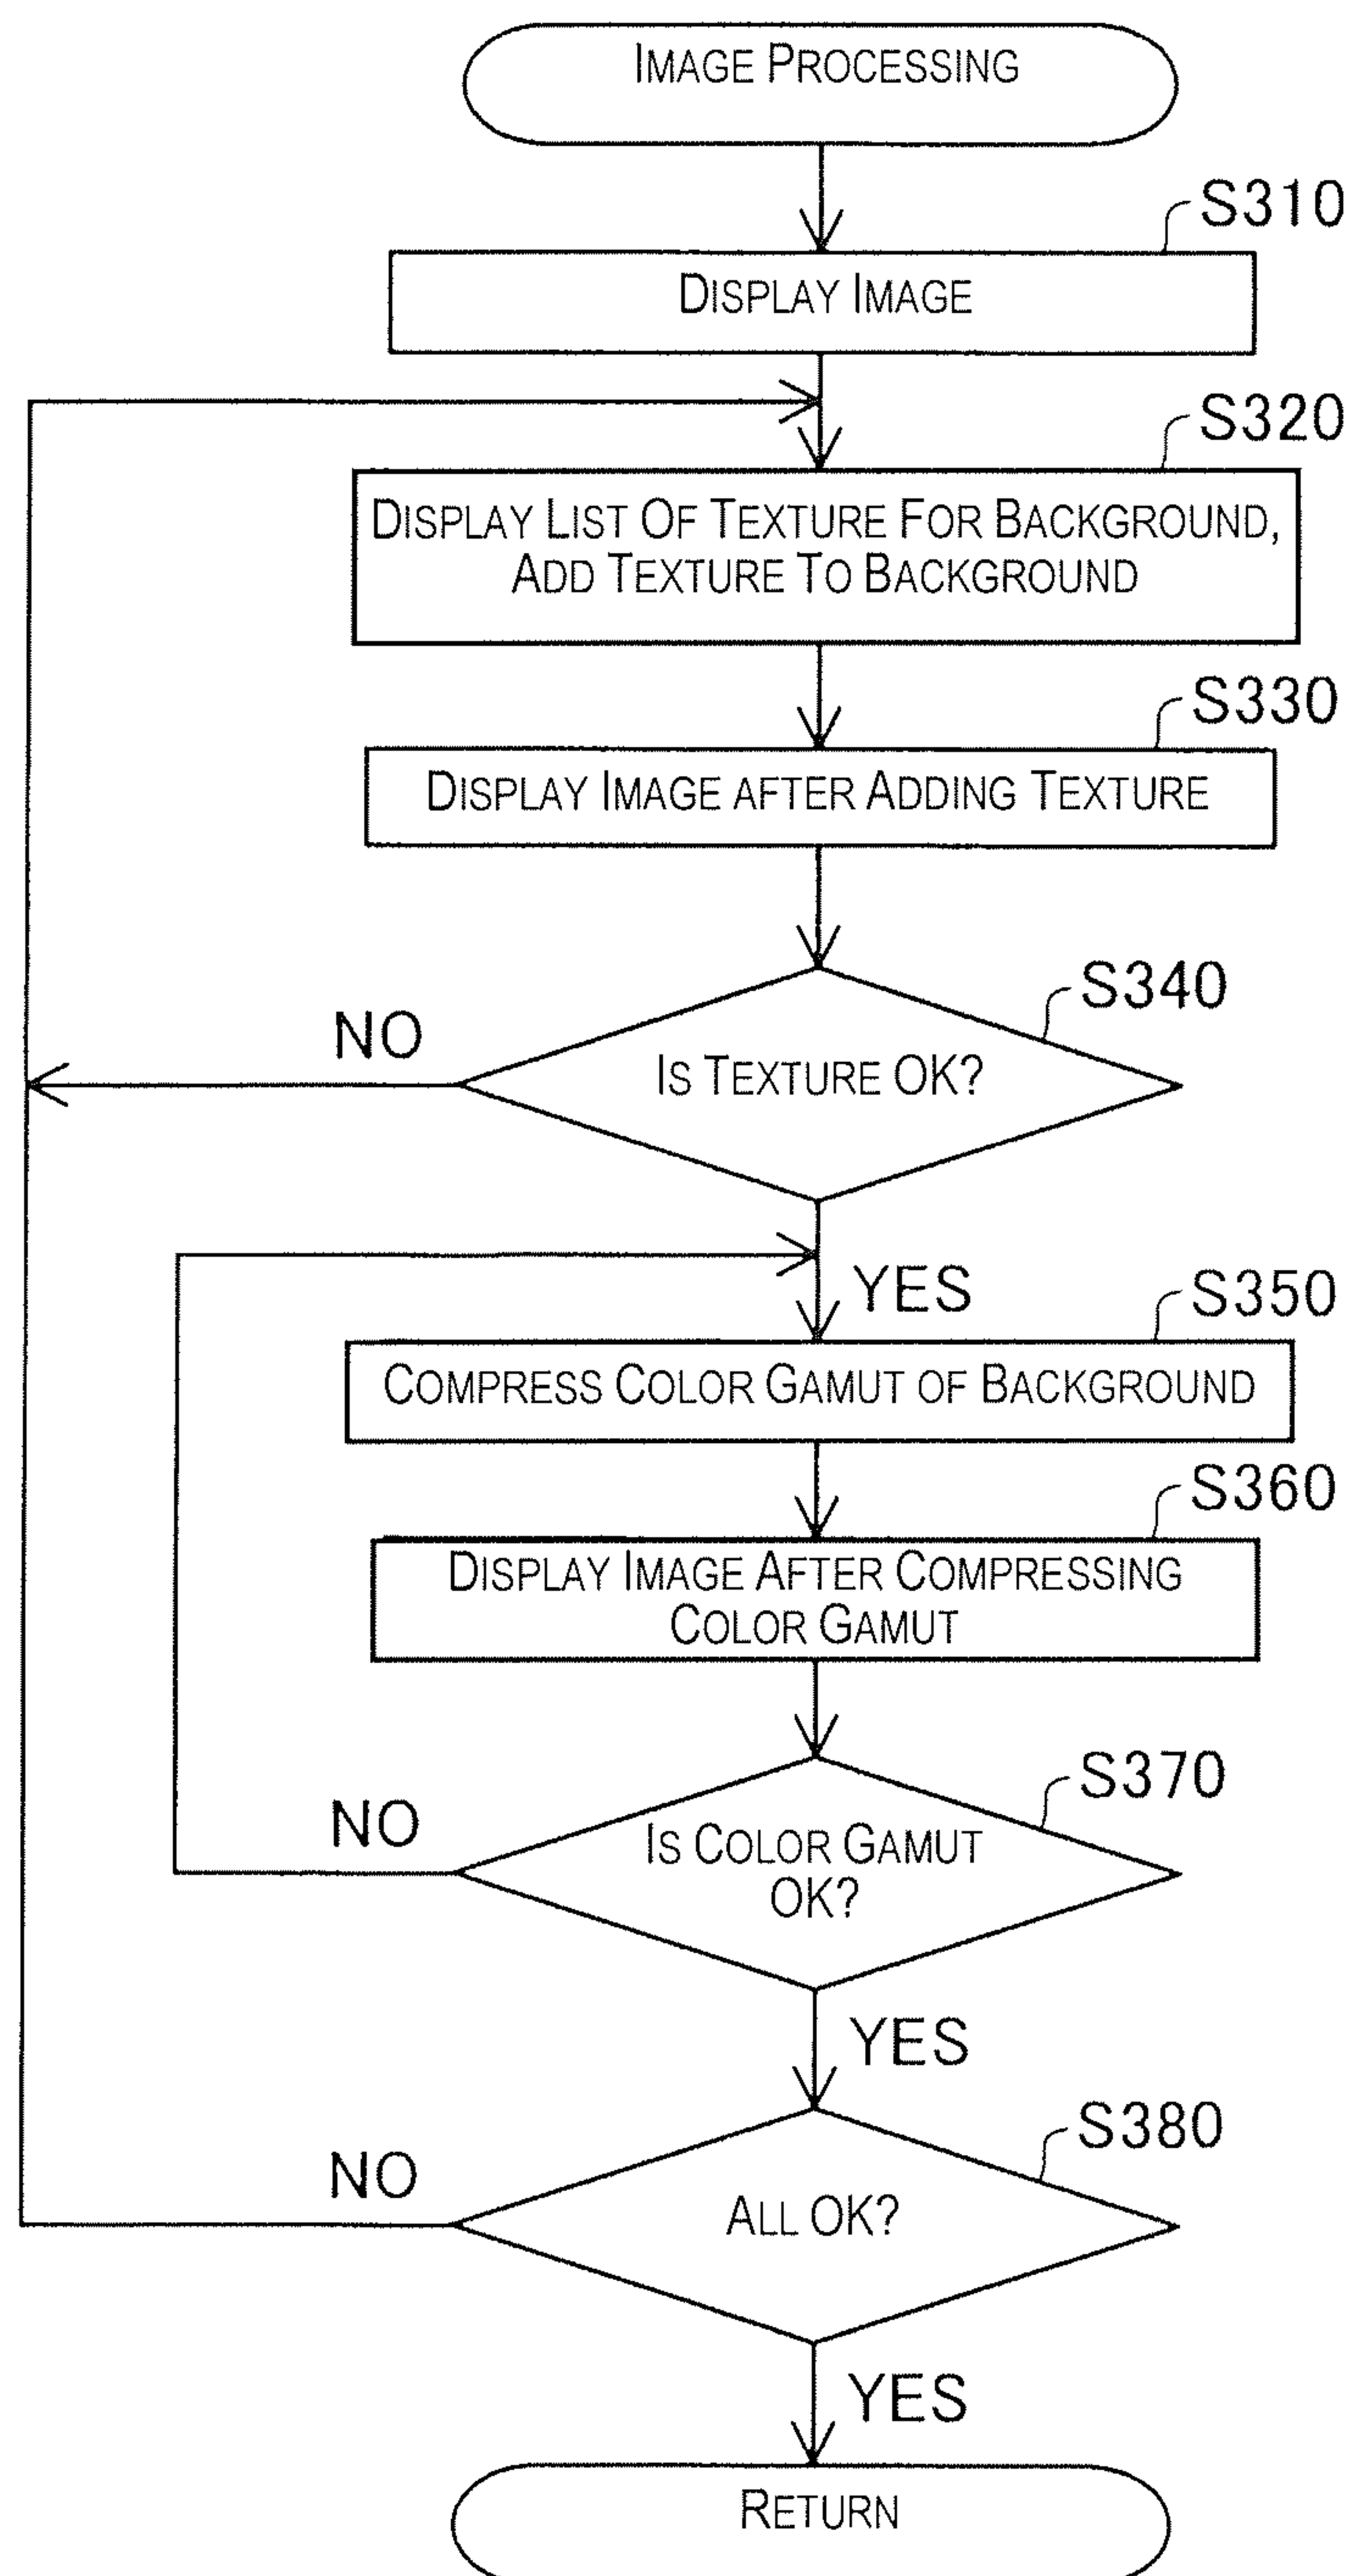 IMAGE PROCESSING
S310
DISPLAY IMAGE
S320
DISPLAY LIST OF TEXTURE FOR BACKGROUND,
ADD TEXTURE TO BACKGROUND
S330
DISPLAY IMAGE AFTER ADDING TEXTURE
S340
NO
IS TEXTURE OK?
YES
S350
COMPRESS COLOR GAMUT OF BACKGROUND
S360
DISPLAY IMAGE AFTER COMPRESSING
COLOR GAMUT
S370
NO
IS COLOR GAMUT
OK?
YES
S380
NO
ALL OK?
YES
RETURN